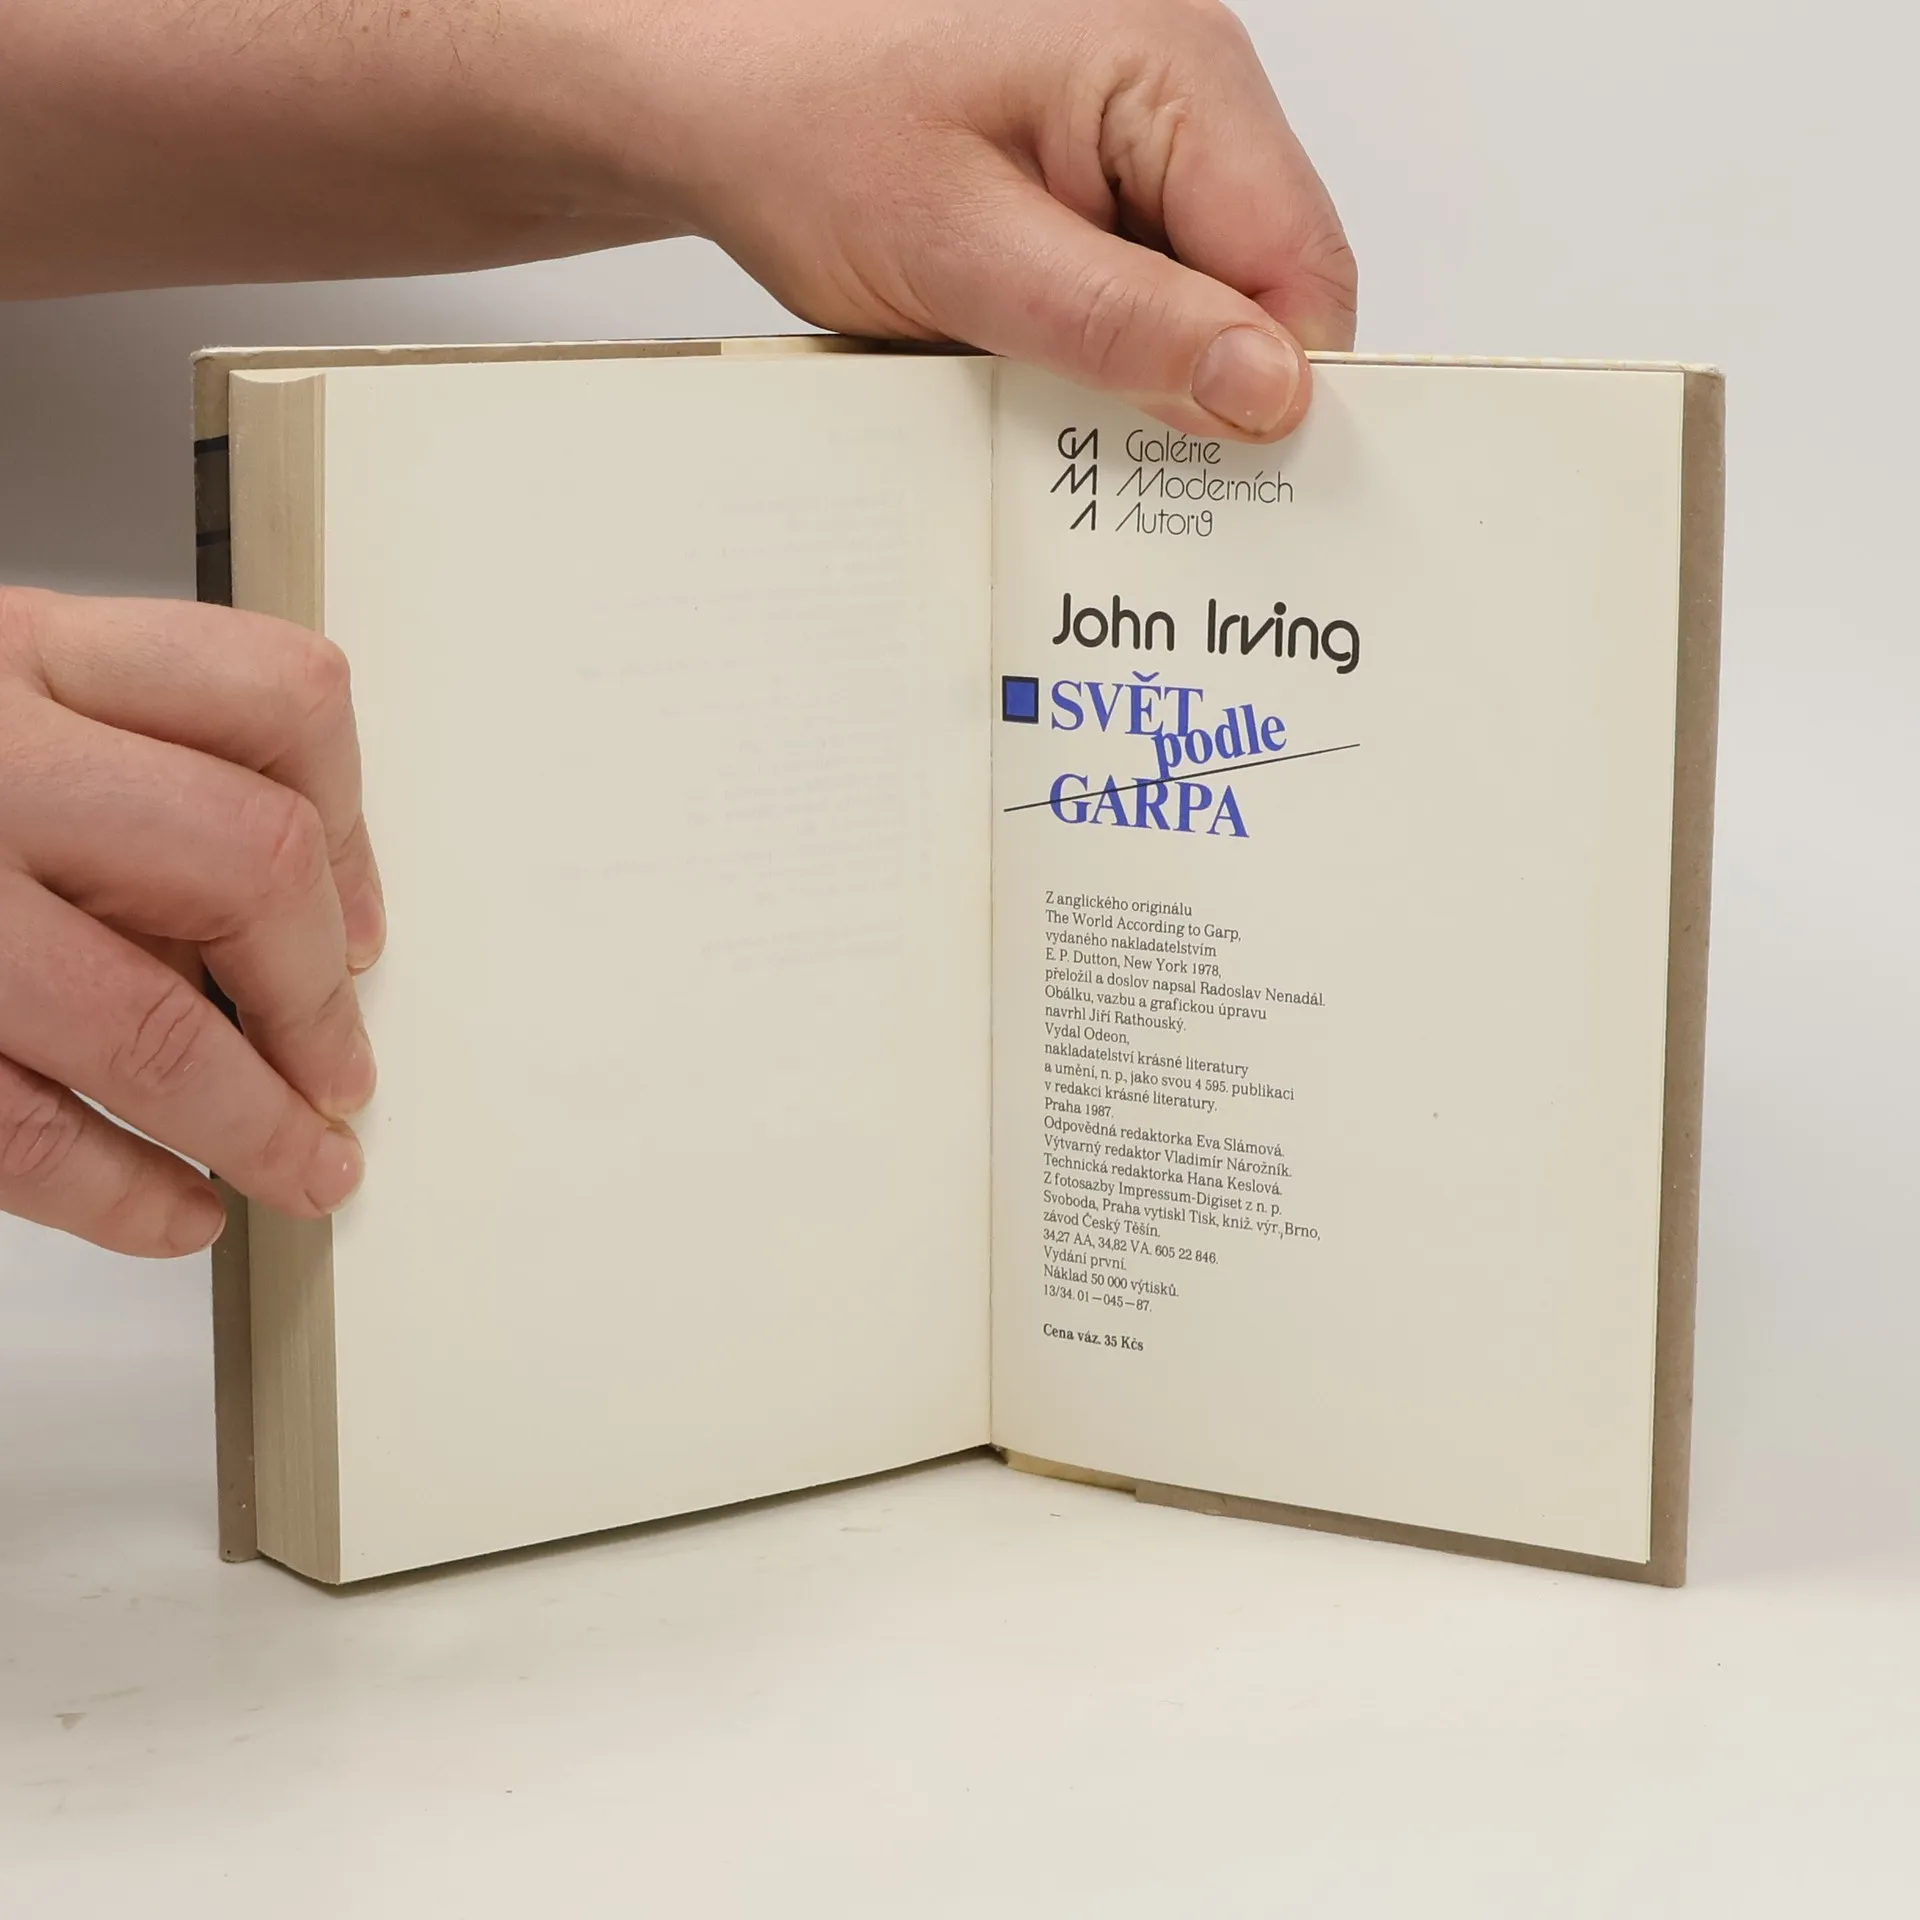 GMA Galérie
Moderních
Autorů
John Irving
SVĚT
podle
GARPA
Z anglického originálu
The World According to Garp,
vydaného nakladatelstvím
E. P. Dutton, New York 1978,
přeložil a doslov napsal Radoslav Nenadál.
Obálku, vazbu a grafickou úpravu
navrhl Jiří Rathouský.
Vydal Odeon,
nakladatelství krásné literatury
a umění, n. p., jako svou 4 595. publikaci
v redakci krásné literatury.
Praha 1987.
Odpovědná redaktorka Eva Slámová.
Výtvarný redaktor Vladimír Nárožník.
Technická redaktorka Hana Keslová.
Z fotosazby Impressum-Digiset z n. p.
Svoboda, Praha vytiskl Tisk, kniž. výr., Brno,
závod Český Těšín.
34,27 AA, 34,82 VA. 605 22 846.
Vydání první.
Náklad 50 000 výtisků.
13/34. 01—045—87.
Cena váz. 35 Kčs